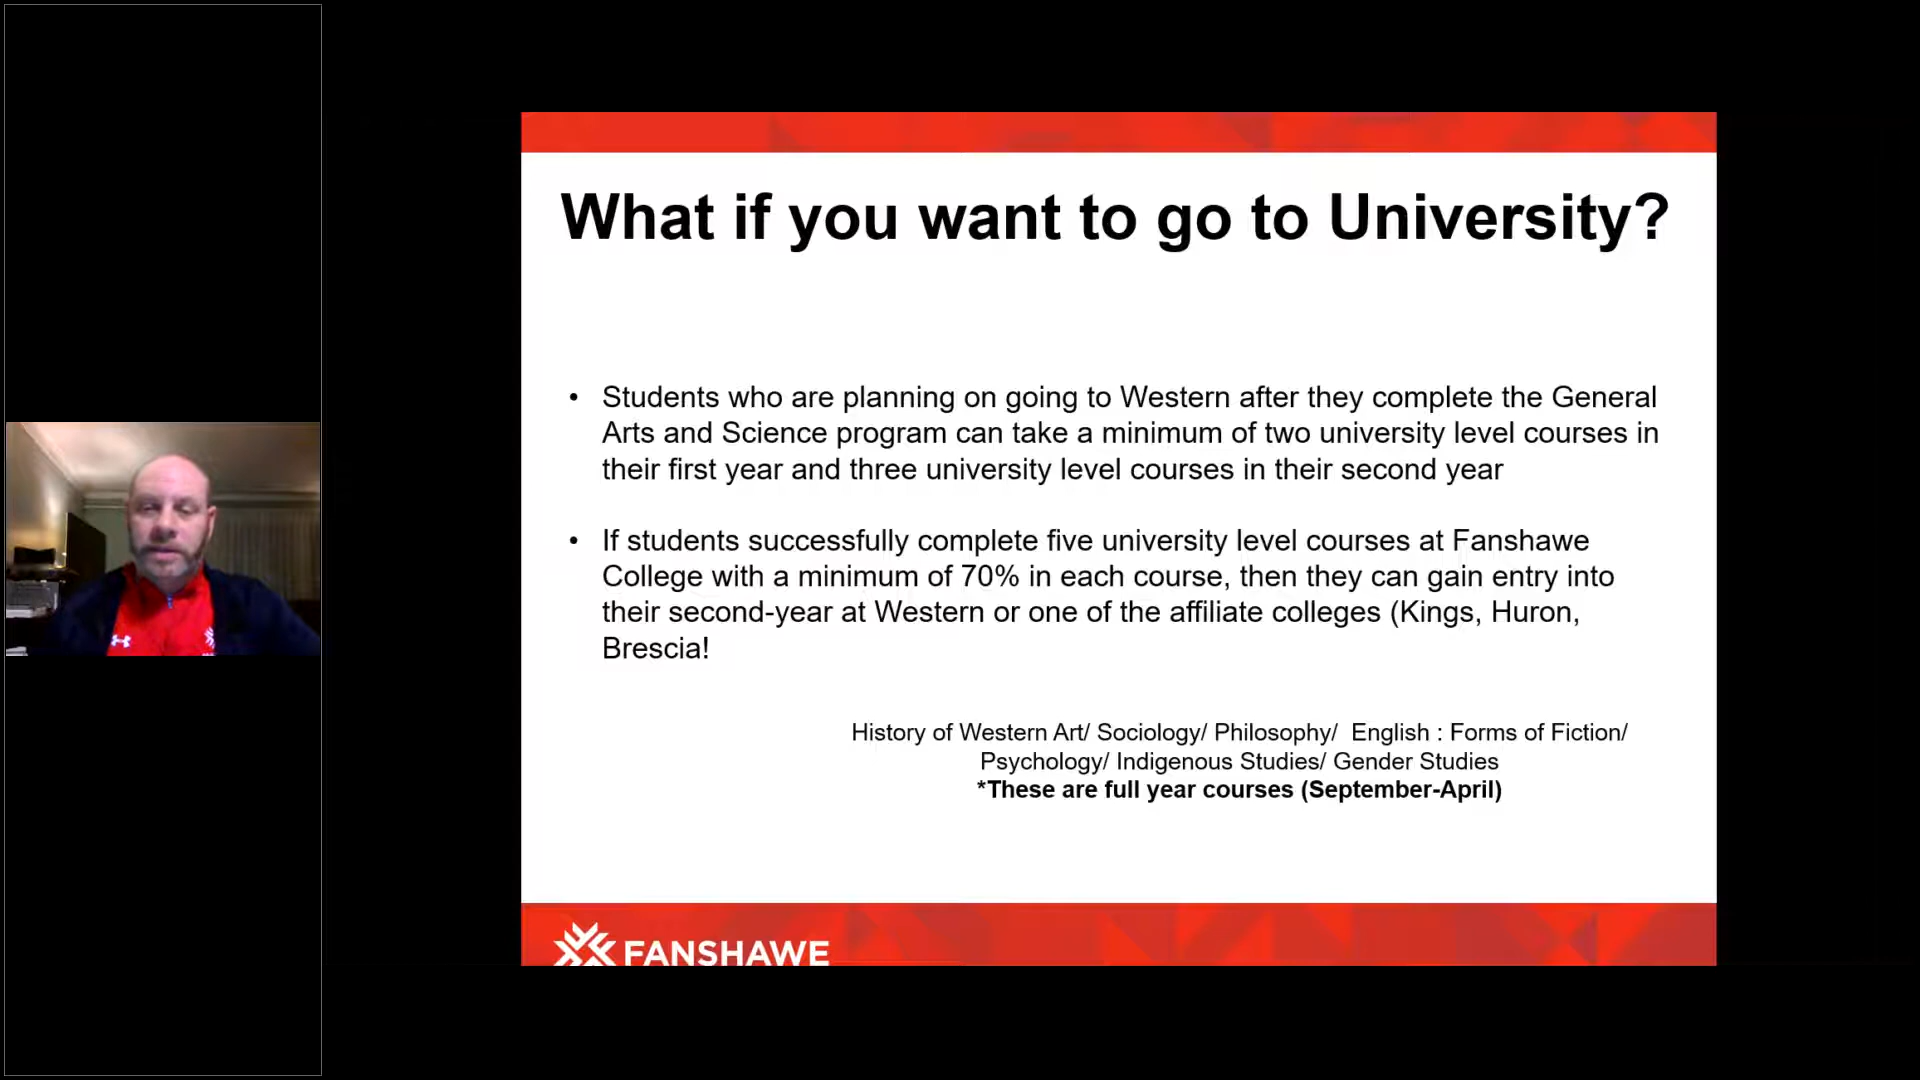 What if you want to go to University?
• Students who are planning on going to Western after they complete the General
Arts and Science program can take a minimum of two university level courses in
their first year and three university level courses in their second year
• If students successfully complete five university level courses at Fanshawe
College with a minimum of 70% in each course, then they can gain entry into
their second-year at Western or one of the affiliate colleges (Kings, Huron,
Brescia!
History of Western Art/ Sociology/ Philosophy/ English : Forms of Fiction/
Psychology/ Indigenous Studies/ Gender Studies
*These are full year courses (September-April)
FANSHAWE